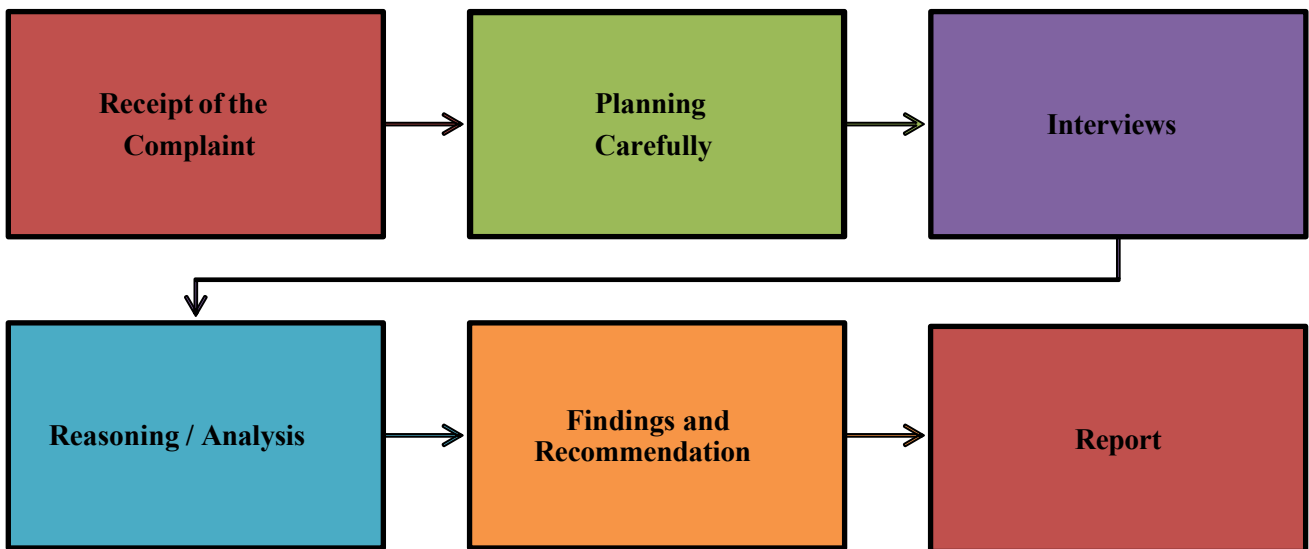 Receipt of the
Complaint
Planning
Carefully
Interviews
Reasoning / Analysis
Findings and
Recommendation
Report